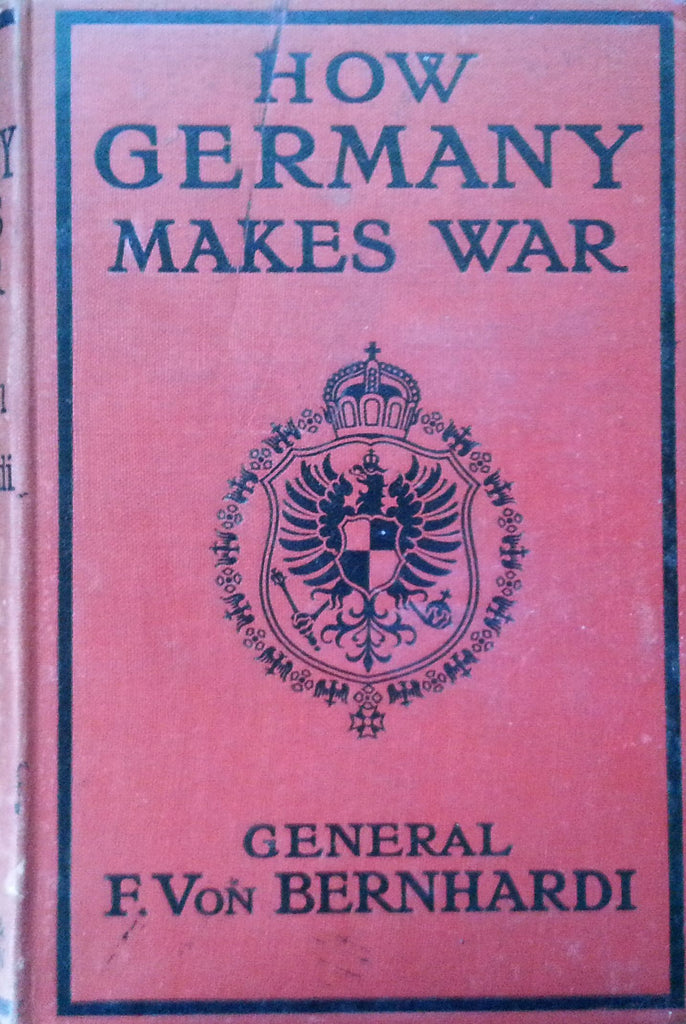 HOW
GERMANY
MAKES WAR
GENERAL
F. VON BERNHARDI